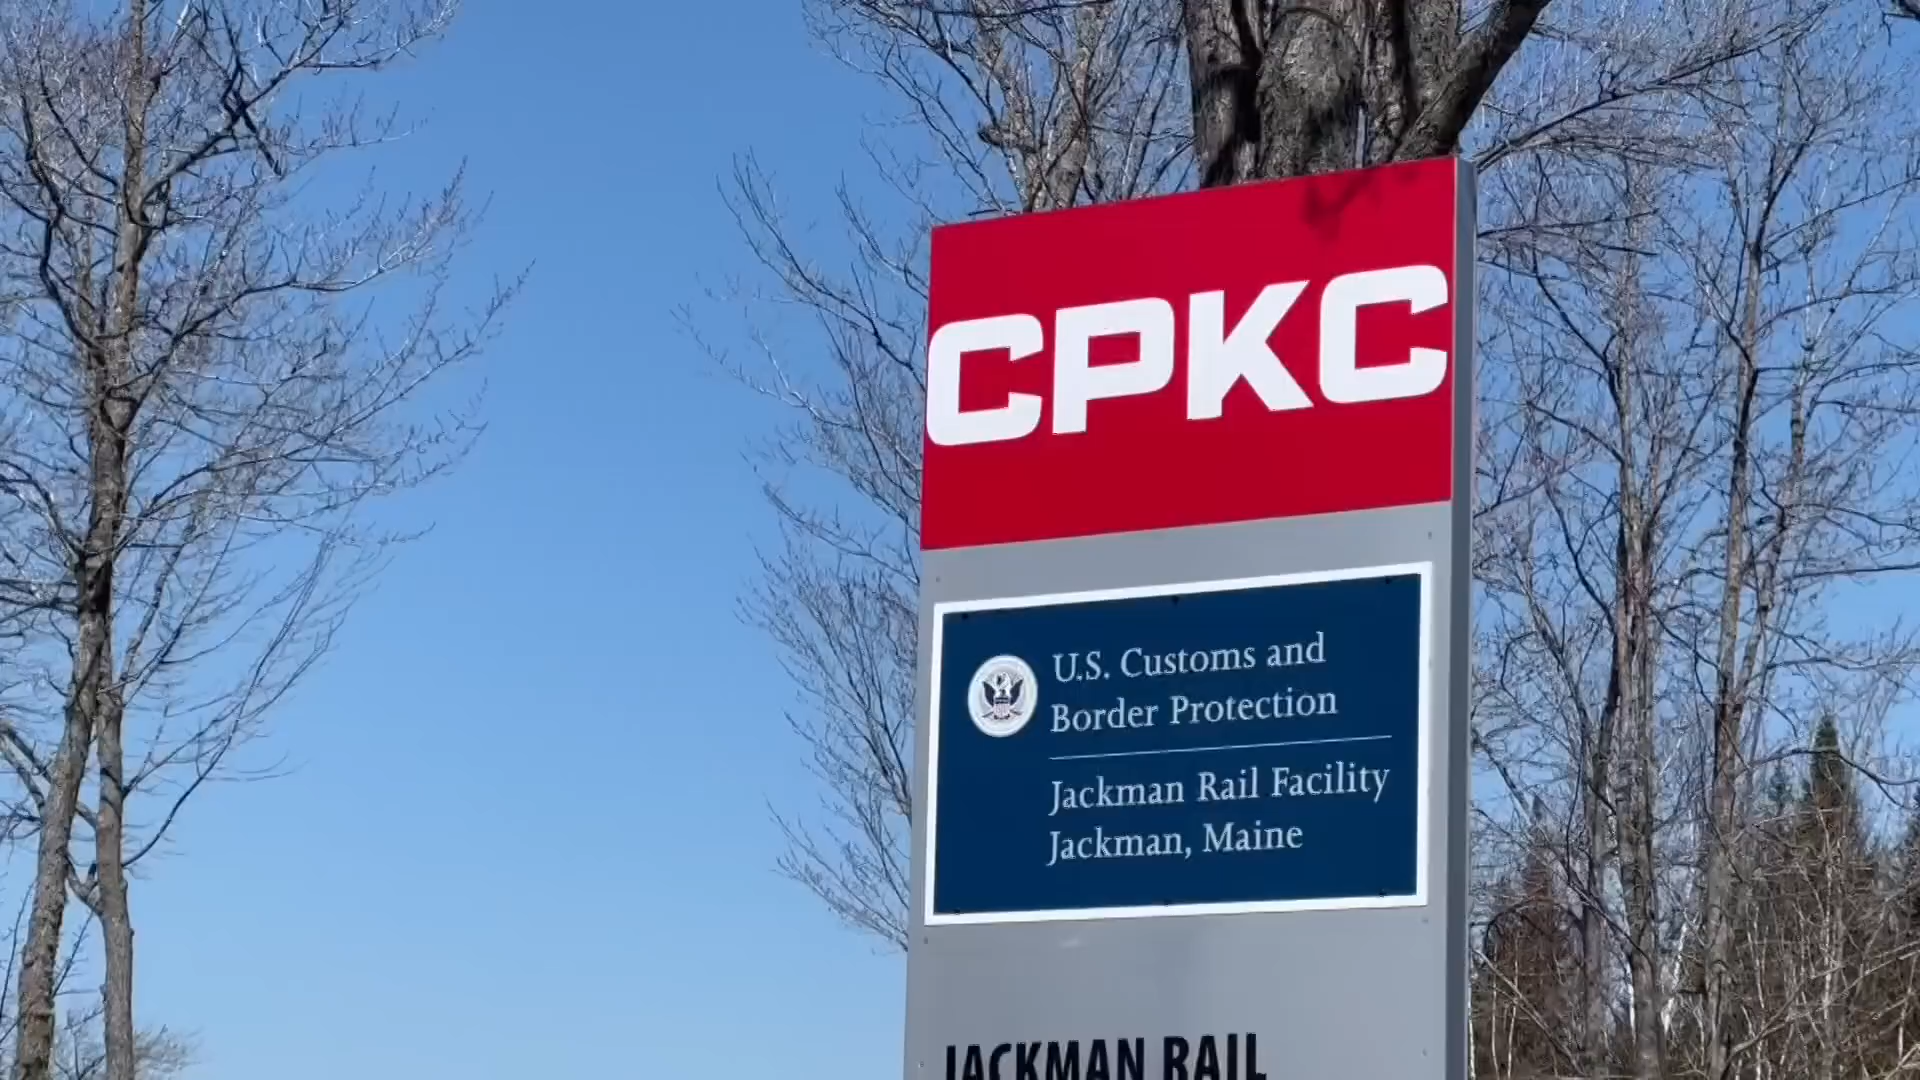 CPKC
U.S. Customs and
Border Protection
Jackman Rail Facility
Jackman, Maine
JACKMAN RAIL